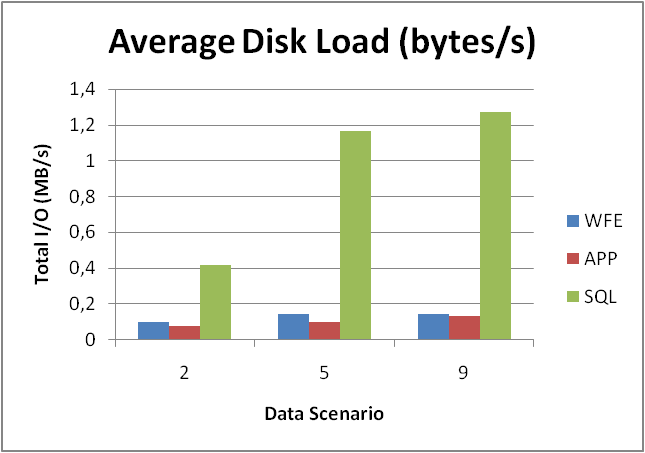 Average Disk Load (bytes/s)
Total I/O (MB/s)
1,4
1,2
1
0,8
0,6
0,4
0,2
0
2
5
9
Data Scenario
WFE
APP
SQL